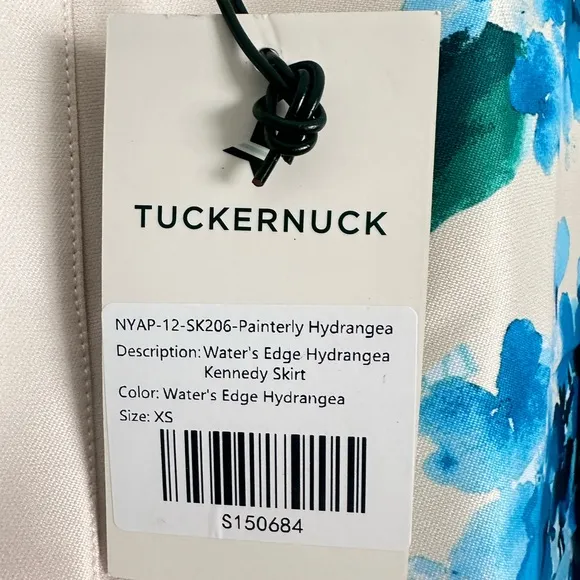 TUCKERNUCK
NYAP-12-SK206-Painterly Hydrangea
Description: Water's Edge Hydrangea
Kennedy Skirt
Color: Water's Edge Hydrangea
Size: XS
S150684